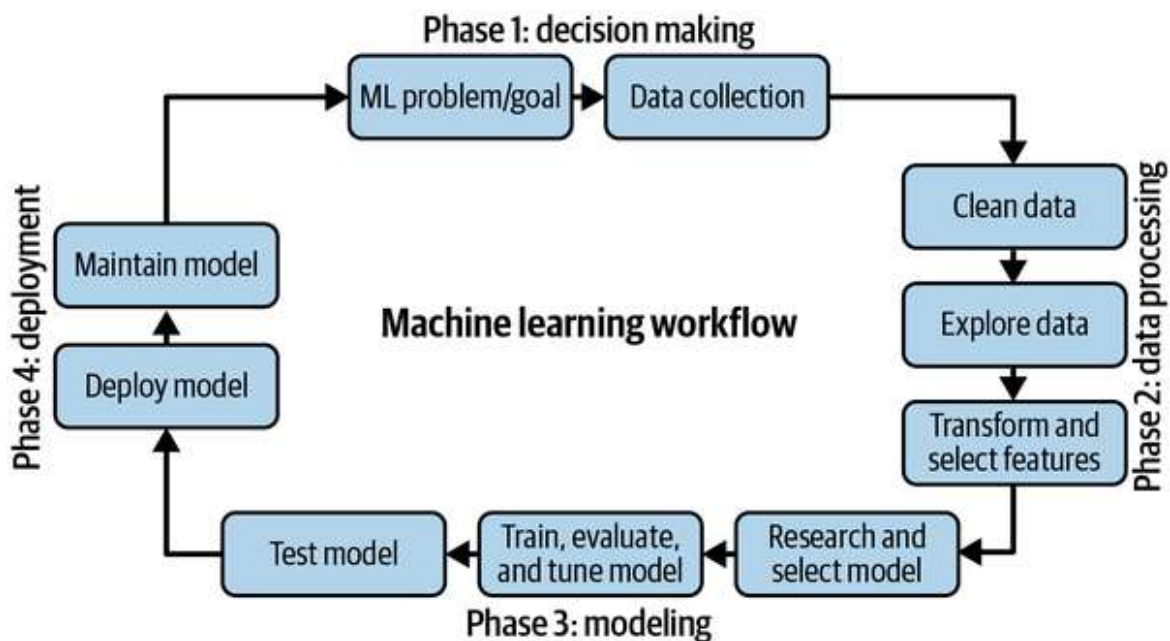 Phase 1: decision making
ML problem/goal
Data collection
Clean data
Explore data
Transform and
select features
Phase 2: data processing
Research and
select model
Train, evaluate,
and tune model
Test model
Phase 3: modeling
Deploy model
Maintain model
Phase 4: deployment
Machine learning workflow